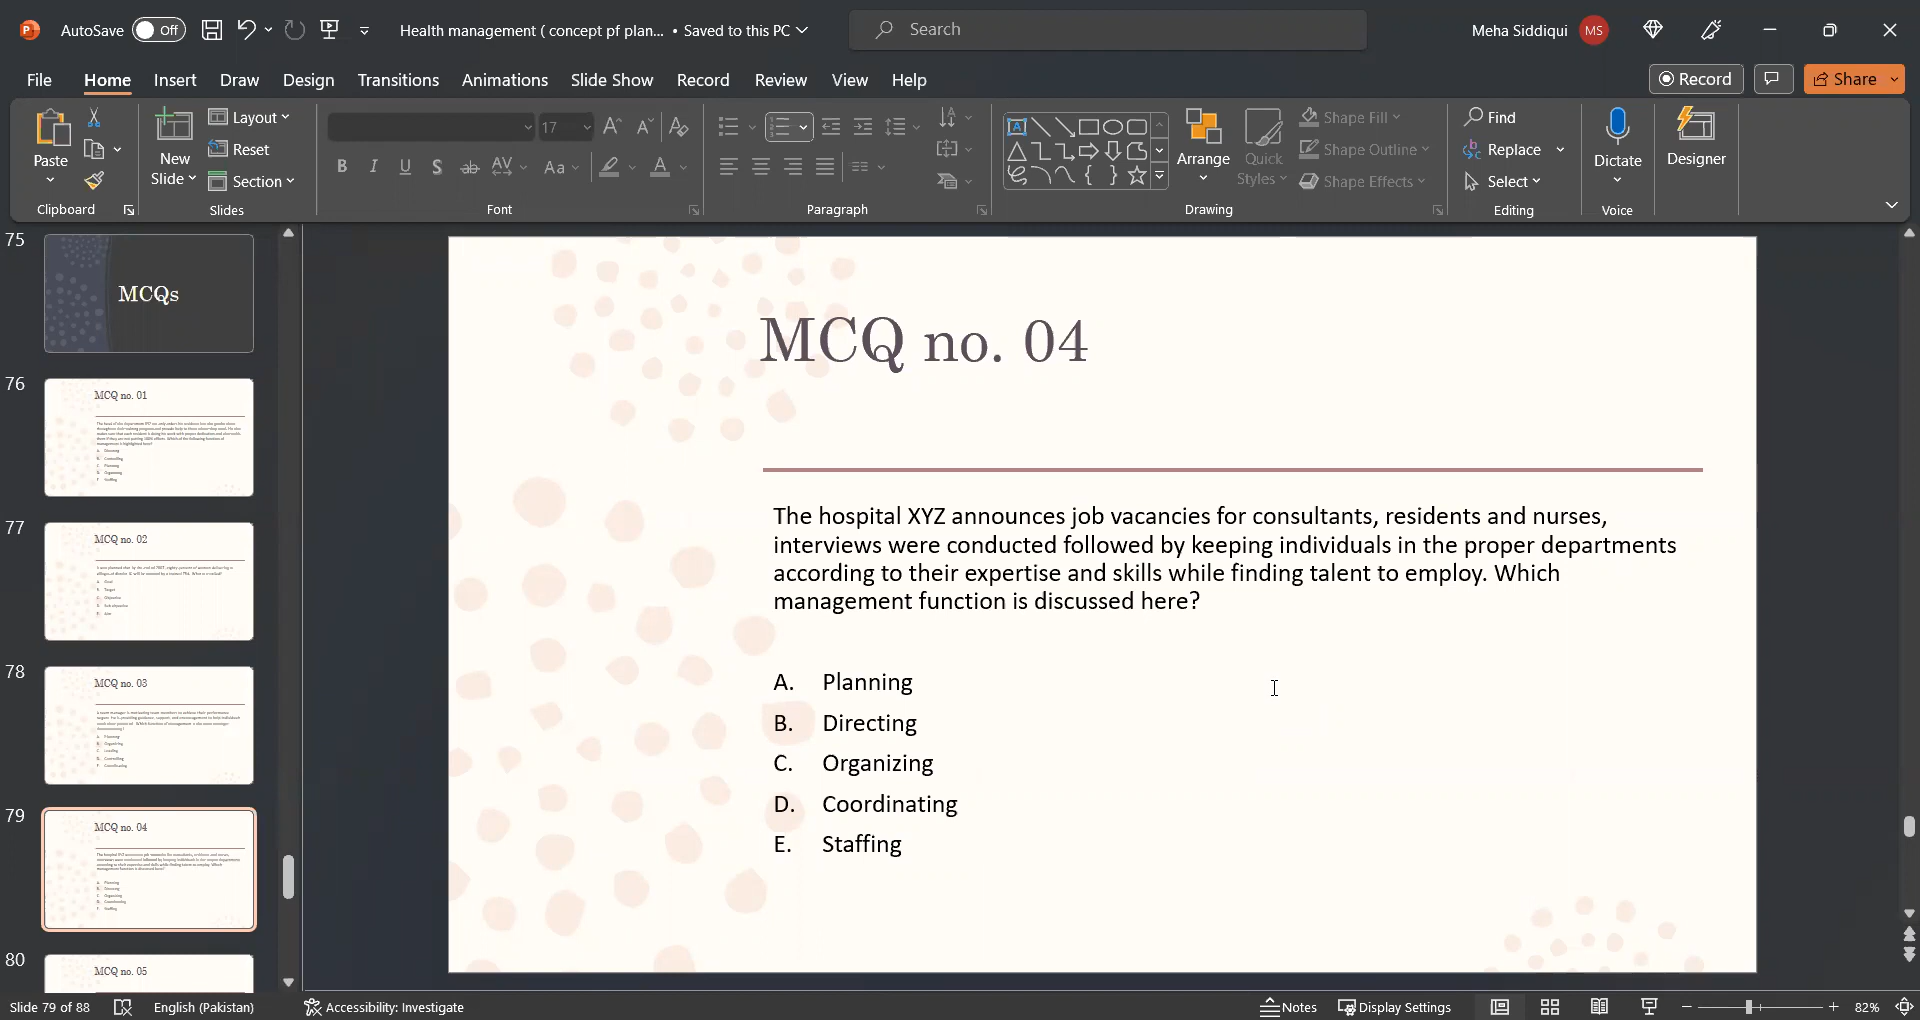 AutoSave Off Health management ( concept pf plan... • Saved to this PC Search Meha Siddiqui MS
File Home Insert Draw Design Transitions Animations Slide Show Record Review View Help Record Share
Paste New Slide Layout Reset Section 17 Arrange Quick Styles Shape Fill Shape Outline Shape Effects Find Replace Select Dictate Designer
Clipboard Slides Font Paragraph Drawing Editing Voice
75
MCQs
76
MCQ no. 01
77
MCQ no. 02
78
MCQ no. 03
79
MCQ no. 04
80
MCQ no. 05
MCQ no. 04
The hospital XYZ announces job vacancies for consultants, residents and nurses,
interviews were conducted followed by keeping individuals in the proper departments
according to their expertise and skills while finding talent to employ. Which
management function is discussed here?
A. Planning
B. Directing
C. Organizing
D. Coordinating
E. Staffing
Slide 79 of 88 English (Pakistan) Accessibility: Investigate Notes Display Settings 82%